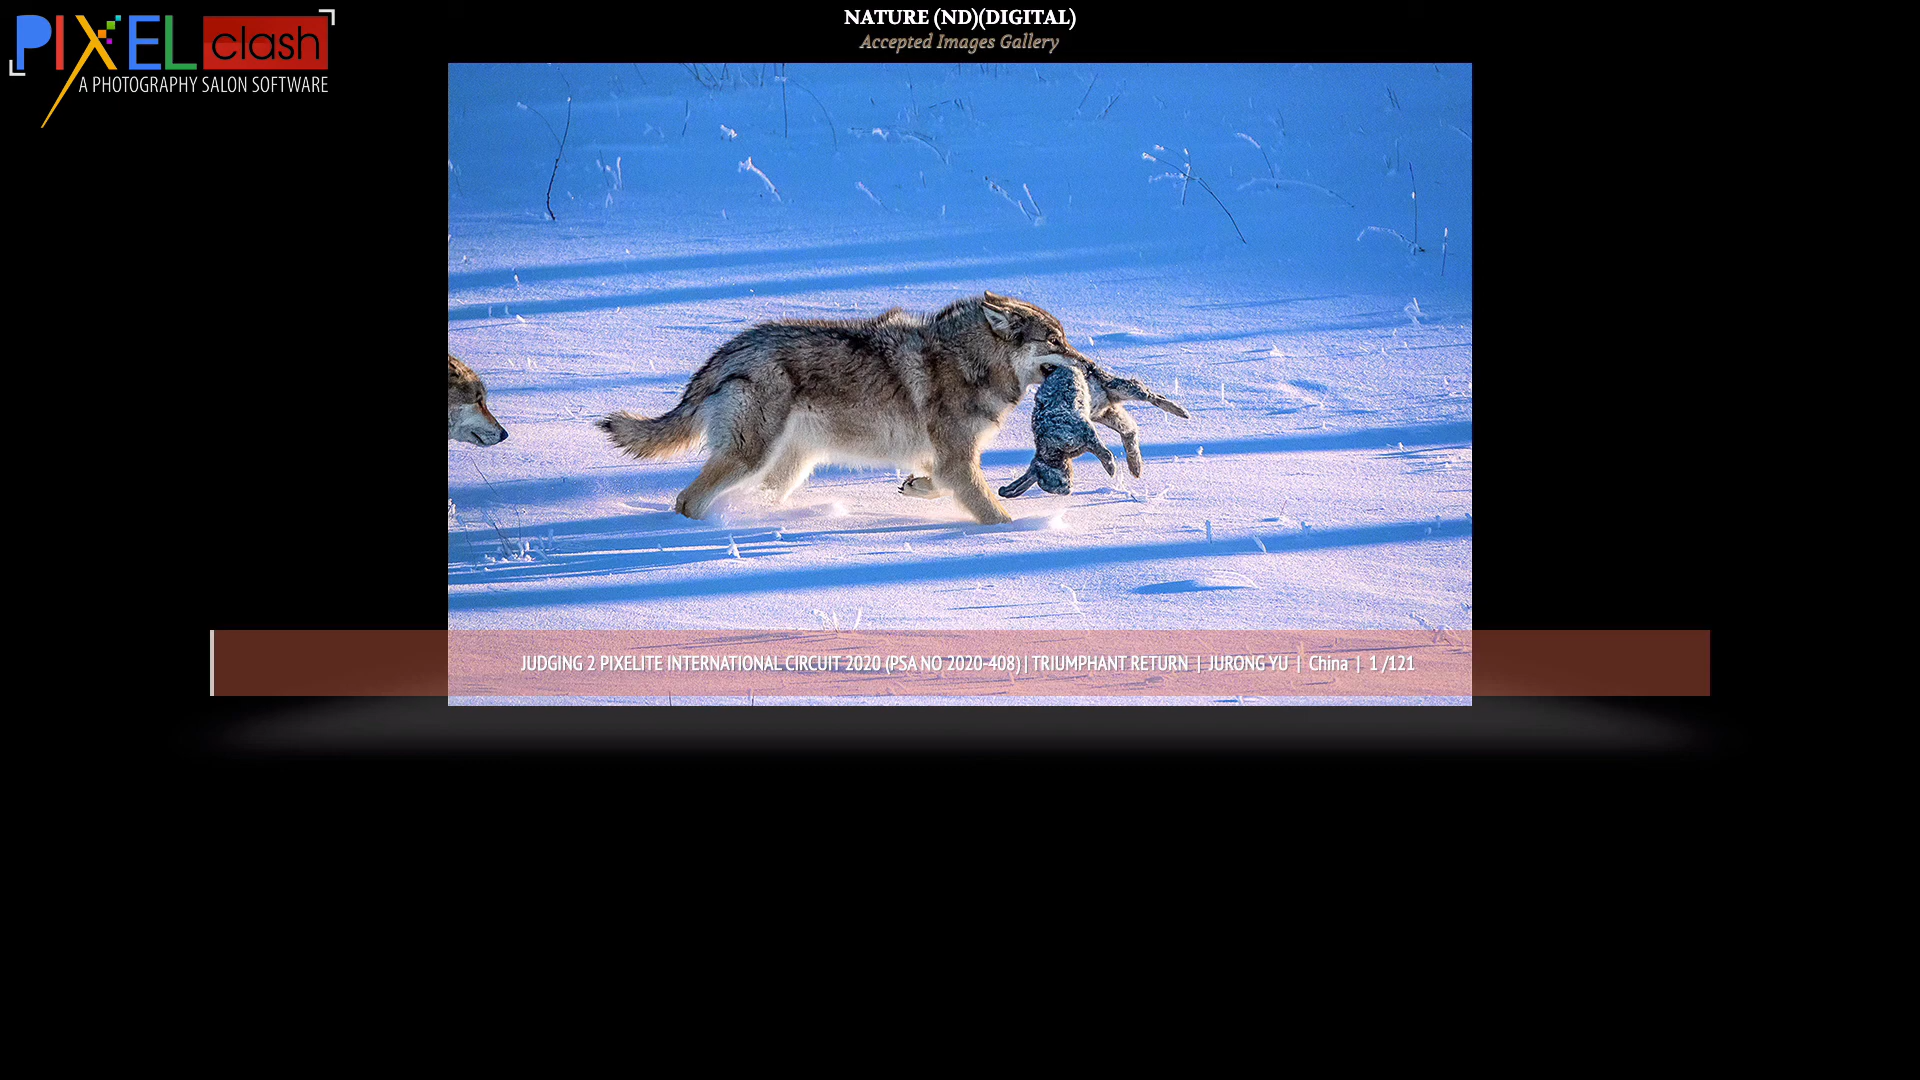 PIXEL clash
A PHOTOGRAPHY SALON SOFTWARE
NATURE (ND)(DIGITAL)
Accepted Images Gallery
JUDGING 2 PIXELITE INTERNATIONAL CIRCUIT 2020 (PSA NO 2020-408) | TRIUMPHANT RETURN | JURONG YU | China | 1 /121